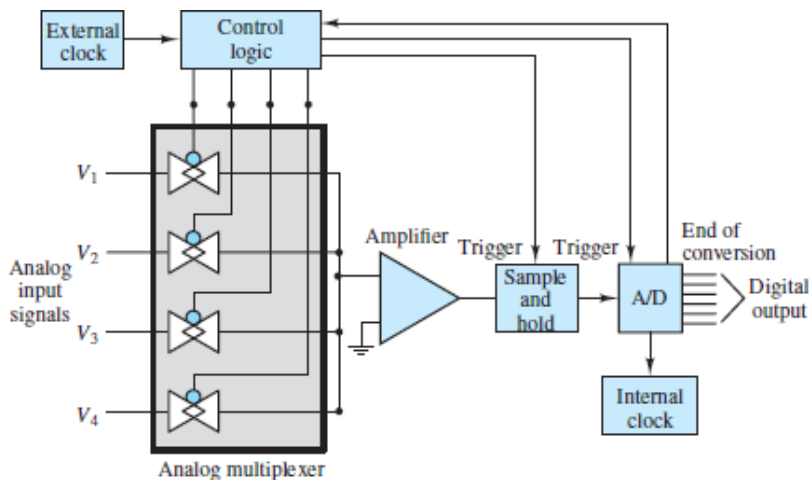 External
clock
Control
logic
V1
V2
Analog
input
signals
V3
V4
Amplifier
Trigger
Trigger
End of
conversion
Sample
and
hold
A/D
Digital
output
Internal
clock
Analog multiplexer